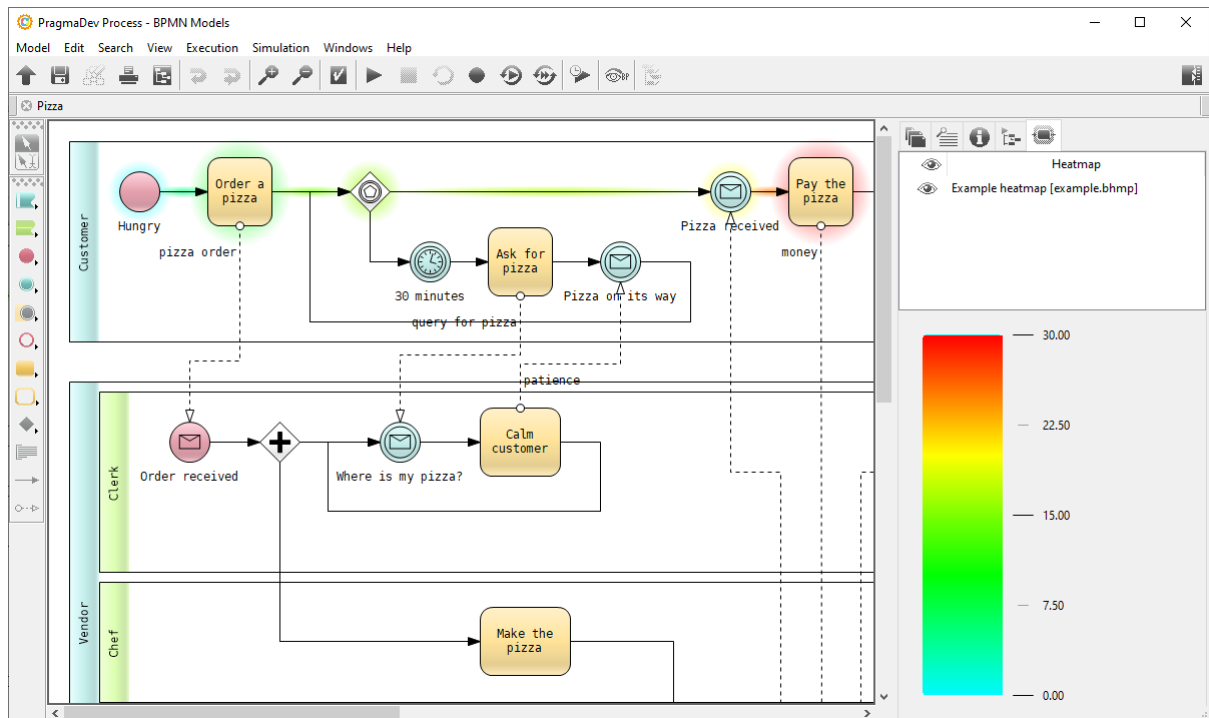 PragmaDev Process - BPMN Models
Model Edit Search View Execution Simulation Windows Help
BP
Pizza
Customer
Hungry
Order a
pizza
pizza order
Pizza received
Pay the
pizza
money
30 minutes
Ask for
pizza
Pizza on its way
query for pizza
patience
Vendor
Clerk
Order received
Where is my pizza?
Calm
customer
Chef
Make the
pizza
Heatmap
Example heatmap [example.bhmp]
30.00
22.50
15.00
7.50
0.00